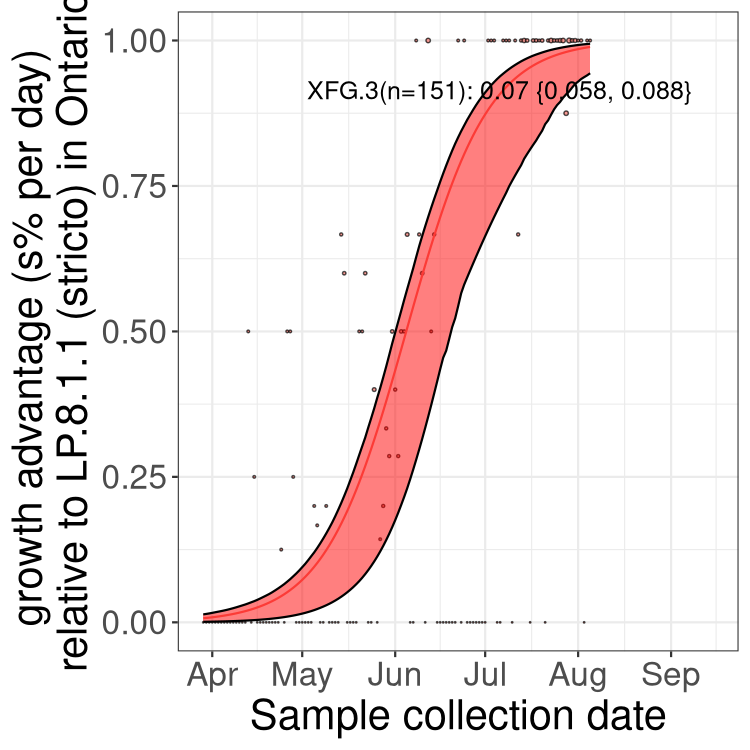 growth advantage (s% per day)
relative to LP.8.1.1 (stricto) in Ontario
1.00
0.75
0.50
0.25
0.00
XFG.3(n=151): 0.07 {0.058, 0.088}
Apr May Jun Jul Aug Sep
Sample collection date